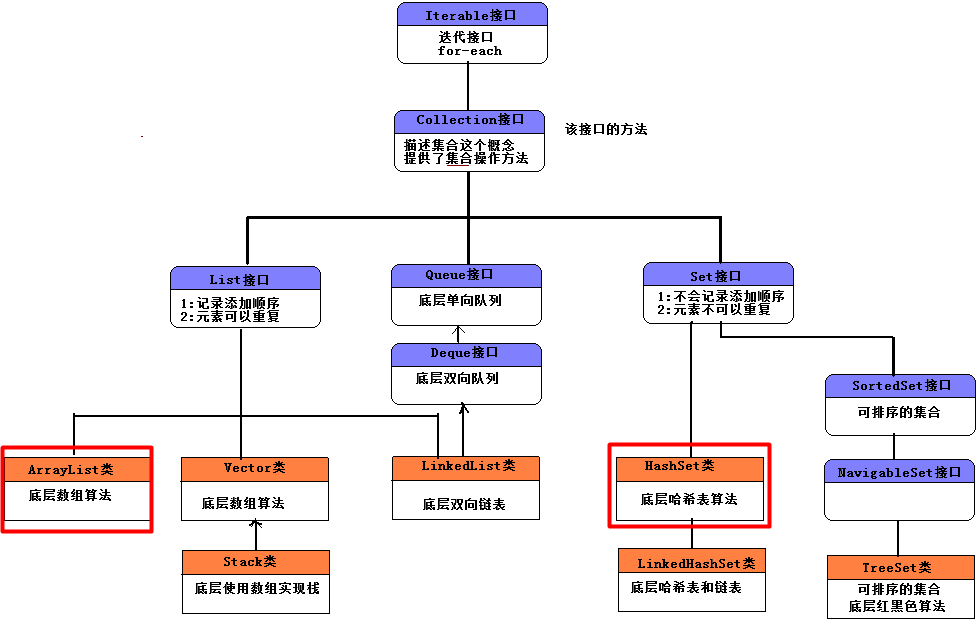 Iterable接口
迭代接口
for-each
Collection接口
描述集合这个概念
提供了集合操作方法
该接口的方法
List接口
1:记录添加顺序
2:元素可以重复
Queue接口
底层单向队列
Set接口
1:不会记录添加顺序
2:元素不可以重复
Deque接口
底层双向队列
SortedSet接口
可排序的集合
ArrayList类
底层数组算法
Vector类
底层数组算法
LinkedList类
底层双向链表
HashSet类
底层哈希表算法
NavigableSet接口
Stack类
底层使用数组实现栈
LinkedHashSet类
底层哈希表和链表
TreeSet类
可排序的集合
底层红黑色算法